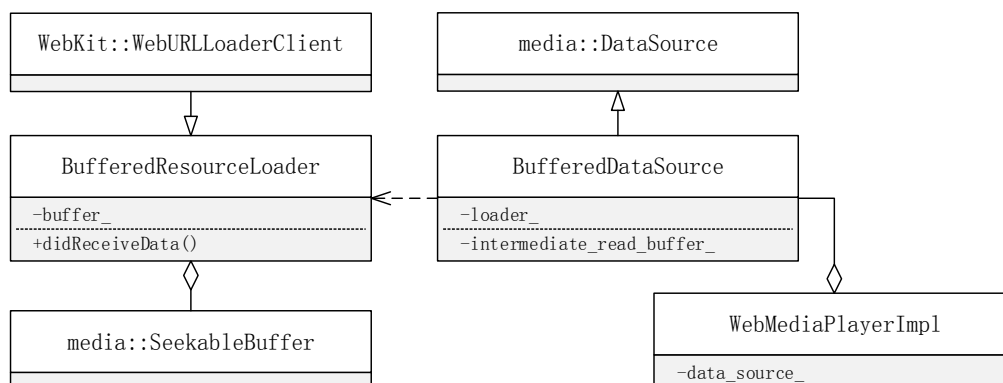 WebKit::WebURLLoaderClient
media::DataSource
BufferedResourceLoader
-buffer_
+didReceiveData()
BufferedDataSource
-loader_
-intermediate_read_buffer_
media::SeekableBuffer
WebMediaPlayerImpl
-data_source_